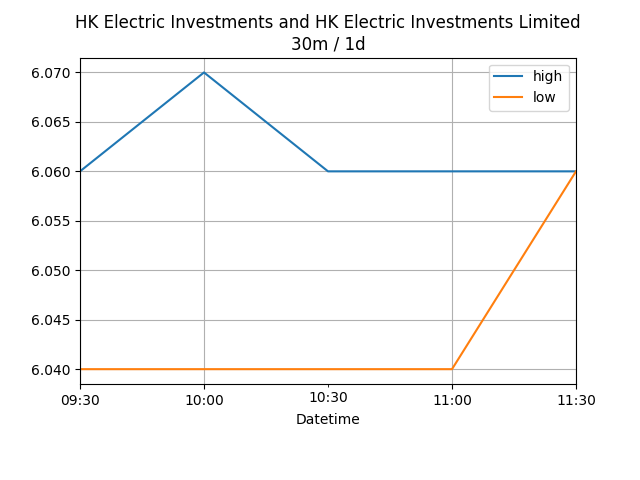 HK Electric Investments and HK Electric Investments Limited
30m / 1d
high
low
6.070
6.065
6.060
6.055
6.050
6.045
6.040
09:30
10:00
10:30
11:00
11:30
Datetime